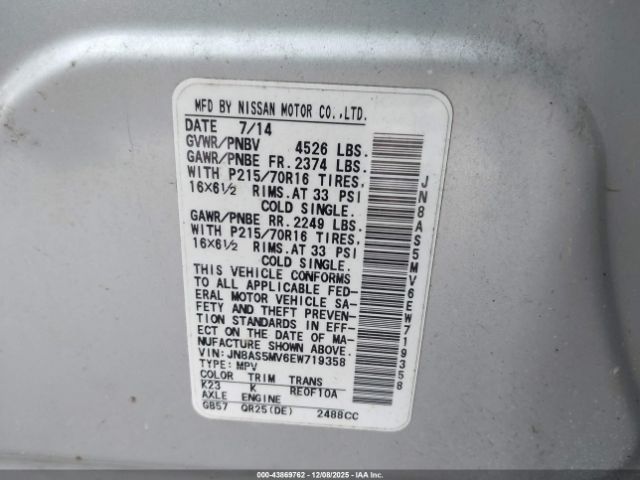 MFD BY NISSAN MOTOR CO.,LTD.
DATE 7/14
GVWR/PNBV 4526 LBS.
GAWR/PNBE FR. 2374 LBS.
WITH P215/70R16 TIRES,
16X6½ RIMS.AT 33 PSI
COLD SINGLE.
GAWR/PNBE RR. 2249 LBS.
WITH P215/70R16 TIRES,
16X6½ RIMS.AT 33 PSI
COLD SINGLE.
THIS VEHICLE CONFORMS
TO ALL APPLICABLE FED-
ERAL MOTOR VEHICLE SA-
FETY AND THEFT PREVEN-
TION STANDARDS IN EFF-
ECT ON THE DATE OF MA-
NUFACTURE SHOWN ABOVE.
VIN: JN8AS5MV6EW719358
TYPE: MPV
COLOR TRIM TRANS
K23 K RE0F10A
AXLE ENGINE
GB57 QR25(DE) 2488CC
JN8AS5MV6EW719358
000-43869762 - 12/08/2025 - Copyright IAA, Inc.